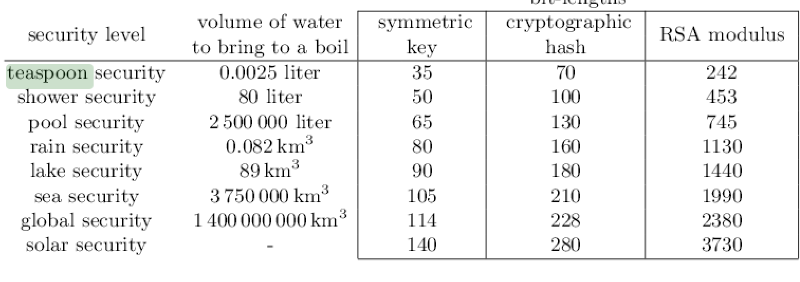 bit-lengths
security level volume of water to bring to a boil symmetric key cryptographic hash RSA modulus
teaspoon security 0.0025 liter 35 70 242
shower security 80 liter 50 100 453
pool security 2 500 000 liter 65 130 745
rain security 0.082 km³ 80 160 1130
lake security 89 km³ 90 180 1440
sea security 3 750 000 km³ 105 210 1990
global security 1 400 000 000 km³ 114 228 2380
solar security - 140 280 3730